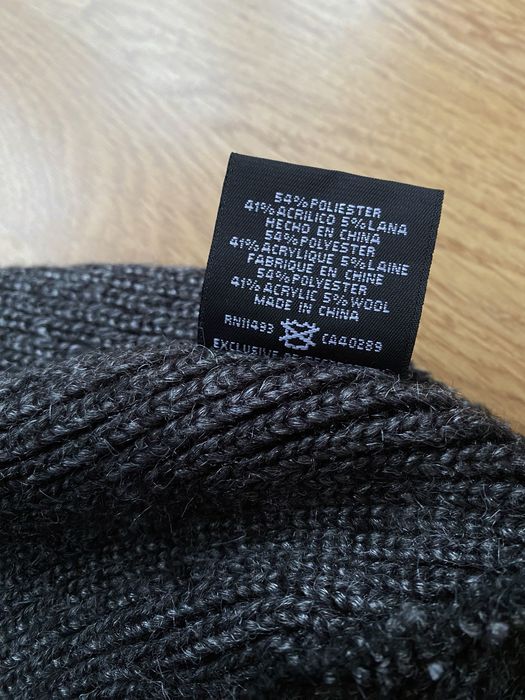 54%POLIESTER
41%ACRILICO 5%LANA
HECHO EN CHINA
54%POLYESTER
41%ACRYLIQUE 5%LAINE
FABRIQUE EN CHINE
54%POLYESTER
41%ACRYLIC 5%WOOL
MADE IN CHINA
RN11493 CA40289
EXCLUSIVE